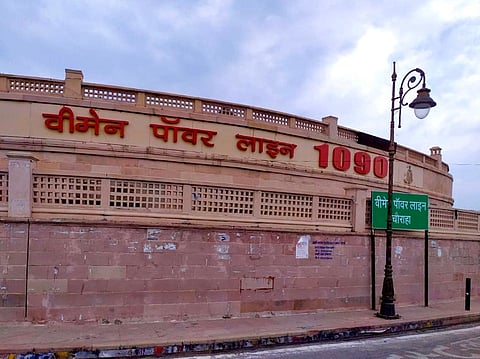 वीमेन पॉवर लाइन 1090
वीमेन पॉवर लाइन
चौराहा